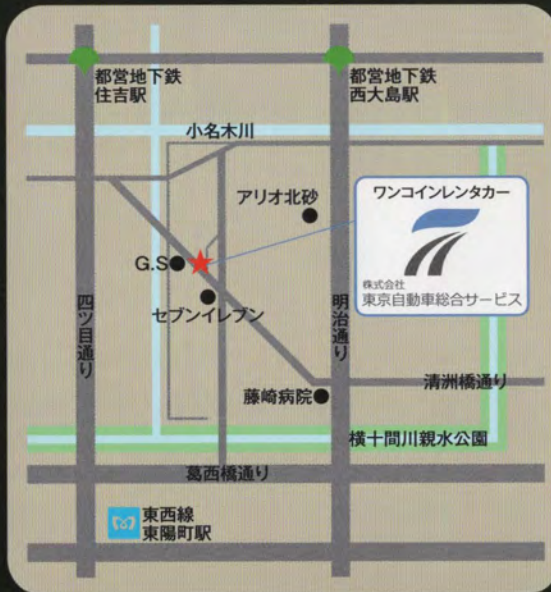 都営地下鉄
住吉駅
都営地下鉄
西大島駅
小名木川
アリオ北砂
ワンコインレンタカー
株式会社
東京自動車総合サービス
G.S
セブンイレブン
四ツ目通り
明治通り
清洲橋通り
藤崎病院
横十間川親水公園
葛西橋通り
東西線
東陽町駅